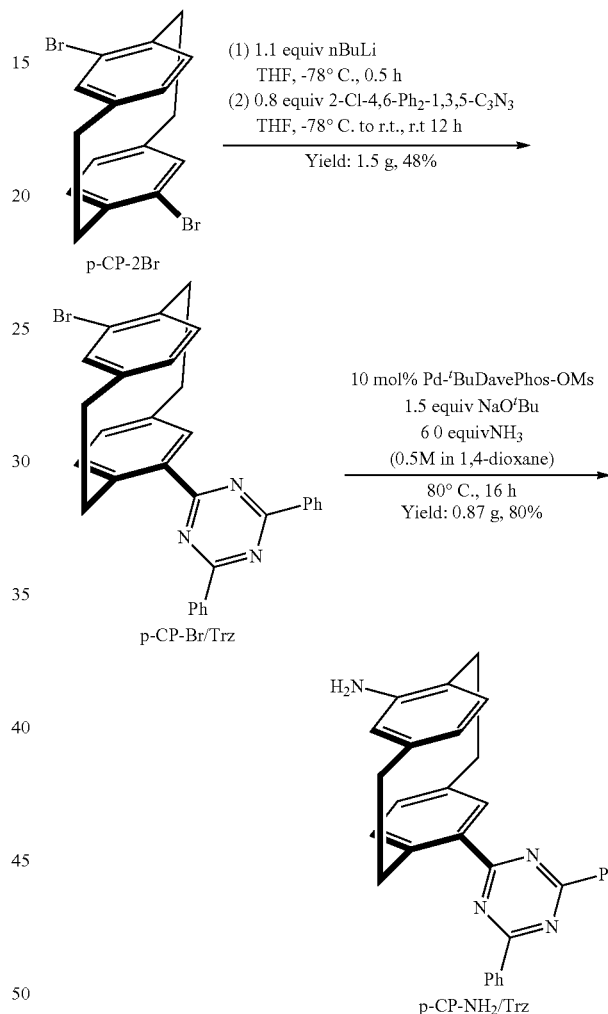 15
Br
(1) 1.1 equiv nBuLi
THF, -78° C., 0.5 h
(2) 0.8 equiv 2-Cl-4,6-Ph2-1,3,5-C3N3
THF, -78° C. to r.t., r.t 12 h
Yield: 1.5 g, 48%
20
Br
p-CP-2Br
25
Br
10 mol% Pd-tBuDavePhos-OMs
1.5 equiv NaOtBu
6 0 equivNH3
(0.5M in 1,4-dioxane)
80° C., 16 h
Yield: 0.87 g, 80%
30
N
Ph
N
N
35
Ph
p-CP-Br/Trz
H2N
40
45
N
P
N
N
Ph
50
p-CP-NH2/Trz